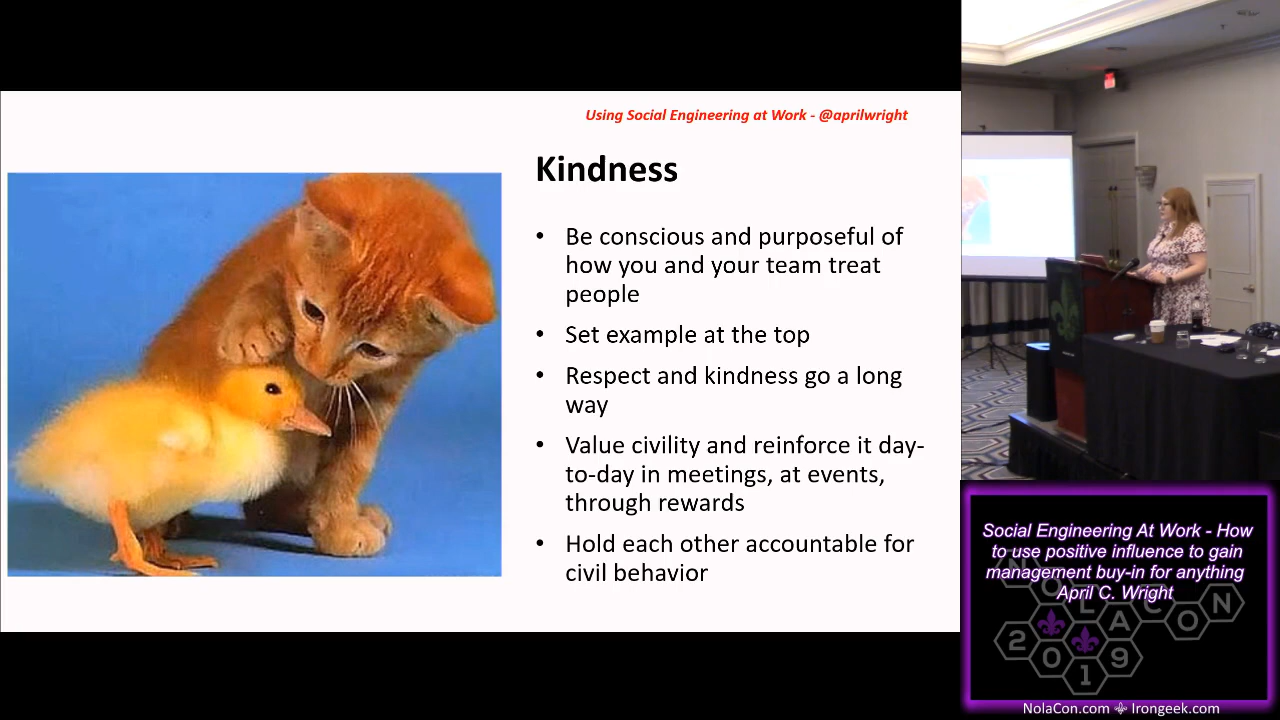 Using Social Engineering at Work - @aprilwright
Kindness
• Be conscious and purposeful of
how you and your team treat
people
• Set example at the top
• Respect and kindness go a long
way
• Value civility and reinforce it day-
to-day in meetings, at events,
through rewards
• Hold each other accountable for
civil behavior
Social Engineering At Work - How
to use positive influence to gain
management buy-in for anything
April C. Wright
NOLACON
2019
NolaCon.com ⚜ Irongeek.com